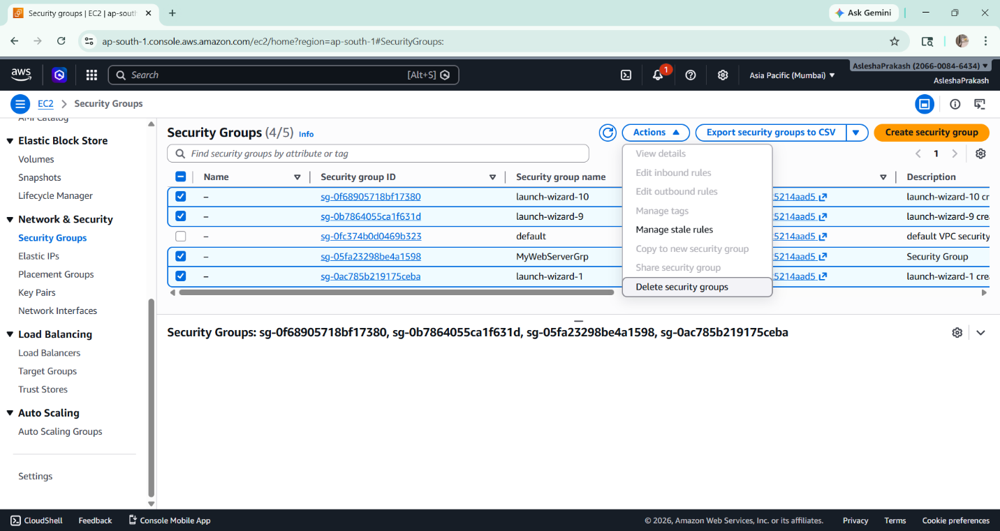 Security groups | EC2 | ap-south
Ask Gemini
ap-south-1.console.aws.amazon.com/ec2/home?region=ap-south-1#SecurityGroups:
aws
Search
[Alt+S]
1
Asia Pacific (Mumbai)
AsleshaPrakash (2066-0084-6434)
AsleshaPrakash
EC2
Security Groups
AMI Catalog
Elastic Block Store
Volumes
Snapshots
Lifecycle Manager
Network & Security
Security Groups
Elastic IPs
Placement Groups
Key Pairs
Network Interfaces
Load Balancing
Load Balancers
Target Groups
Trust Stores
Auto Scaling
Auto Scaling Groups
Settings
Security Groups (4/5) Info
Actions
Export security groups to CSV
Create security group
Find security groups by attribute or tag
1
Name Security group ID Security group name Description
– sg-0f68905718bf17380 launch-wizard-10 5214aad5 launch-wizard-10 cr
– sg-0b7864055ca1f631d launch-wizard-9 5214aad5 launch-wizard-9 crea
– sg-0fc374b0d0469b323 default 5214aad5 default VPC security
– sg-05fa23298be4a1598 MyWebServerGrp 5214aad5 Security Group
– sg-0ac785b219175ceba launch-wizard-1 5214aad5 launch-wizard-1 crea
View details
Edit inbound rules
Edit outbound rules
Manage tags
Manage stale rules
Copy to new security group
Share security group
Delete security groups
Security Groups: sg-0f68905718bf17380, sg-0b7864055ca1f631d, sg-05fa23298be4a1598, sg-0ac785b219175ceba
CloudShell
Feedback
Console Mobile App
© 2026, Amazon Web Services, Inc. or its affiliates.
Privacy
Terms
Cookie preferences